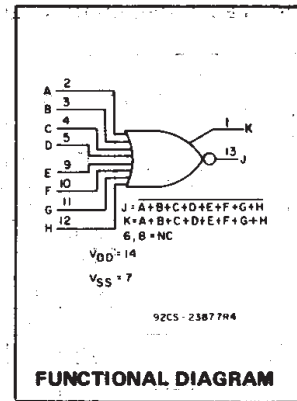 A 2
B 3
C 4
D 5
E 9
F 10
G 11
H 12
1 K
13 J
J = A+B+C+D+E+F+G+H
K = A+B+C+D+E+F+G+H
6, 8 = NC
VDD = 14
VSS = 7
92CS-23877R4
FUNCTIONAL DIAGRAM